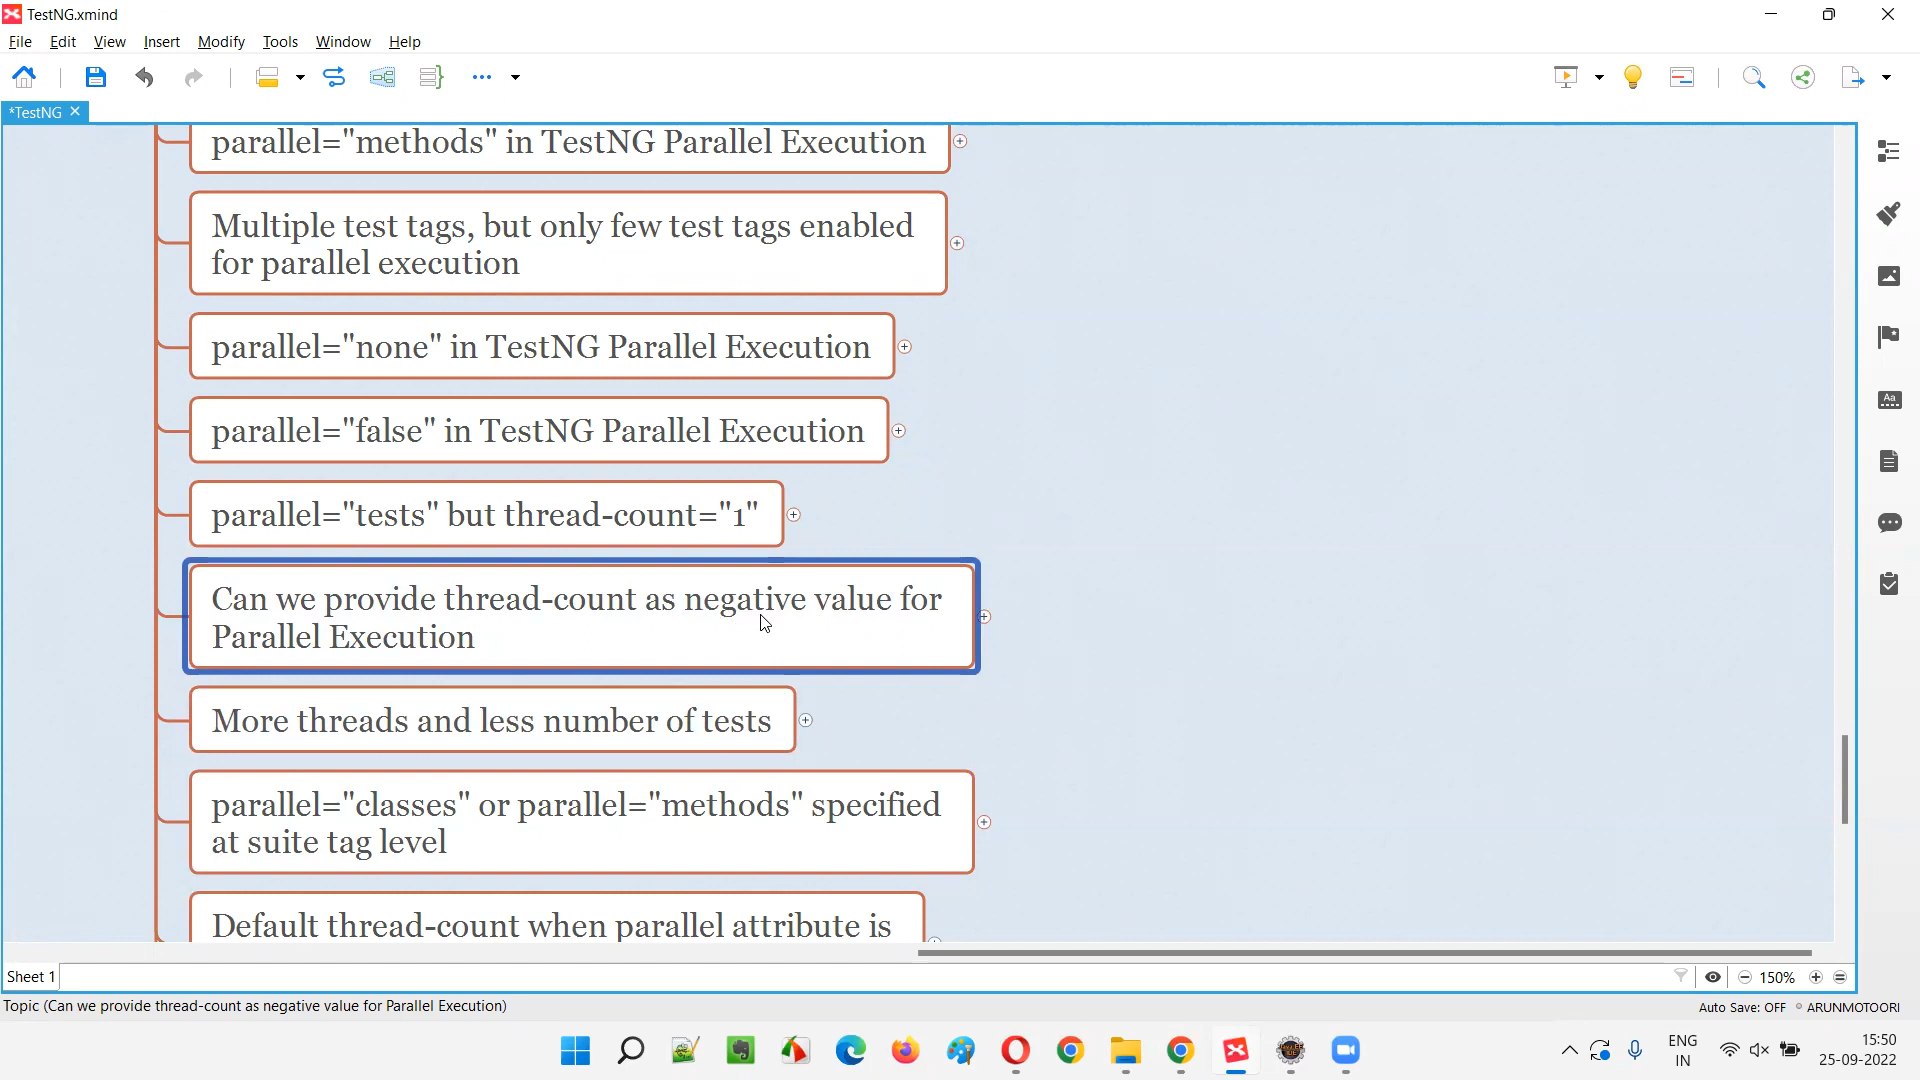 TestNG.xmind
File Edit View Insert Modify Tools Window Help
*TestNG
parallel="methods" in TestNG Parallel Execution
Multiple test tags, but only few test tags enabled
for parallel execution
parallel="none" in TestNG Parallel Execution
parallel="false" in TestNG Parallel Execution
parallel="tests" but thread-count="1"
Can we provide thread-count as negative value for
Parallel Execution
More threads and less number of tests
parallel="classes" or parallel="methods" specified
at suite tag level
Default thread-count when parallel attribute is
Aa
Sheet 1
150%
Topic (Can we provide thread-count as negative value for Parallel Execution)
Auto Save: OFF ARUNMOTOORI
ENG
IN
15:50
25-09-2022